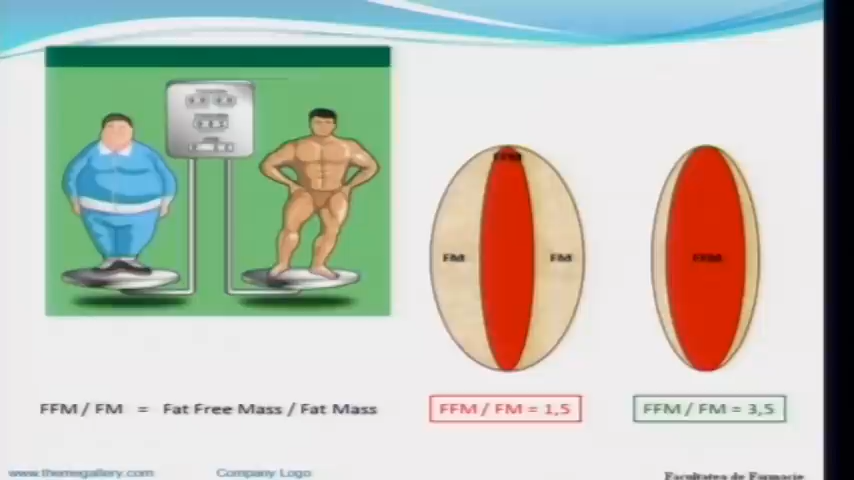 FFM
FM
FM
FFM
FFM / FM = Fat Free Mass / Fat Mass
FFM / FM = 1,5
FFM / FM = 3,5
www.themegallery.com
Company Logo
Facultatea de Farmacie